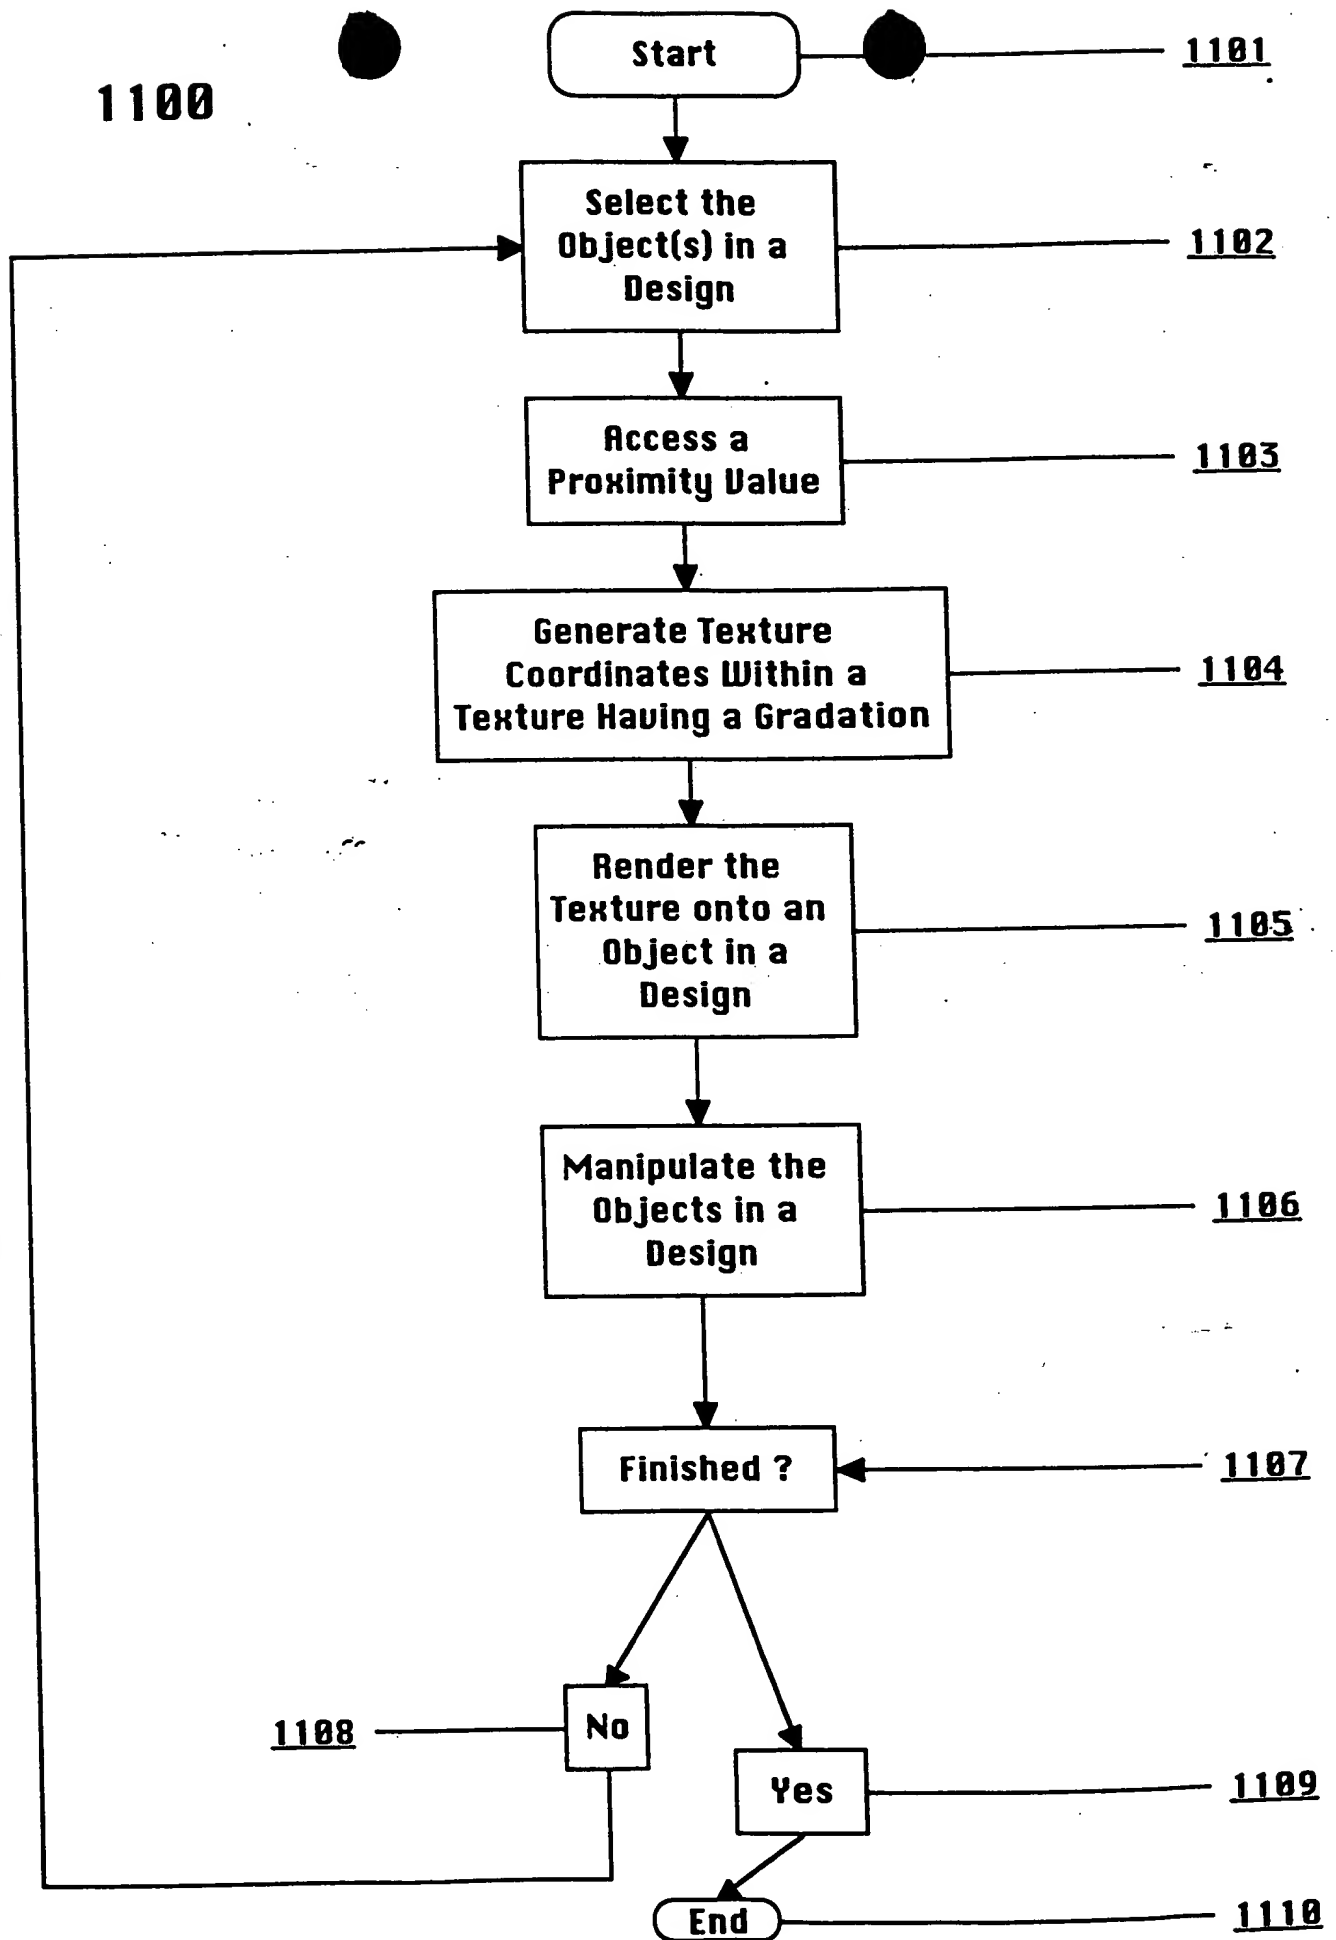 Start
1101
1100
Select the
Object(s) in a
Design
1102
Access a
Proximity Value
1103
Generate Texture
Coordinates Within a
Texture Having a Gradation
1104
Render the
Texture onto an
Object in a
Design
1105
Manipulate the
Objects in a
Design
1106
Finished ?
1107
No
1108
Yes
1109
End
1110